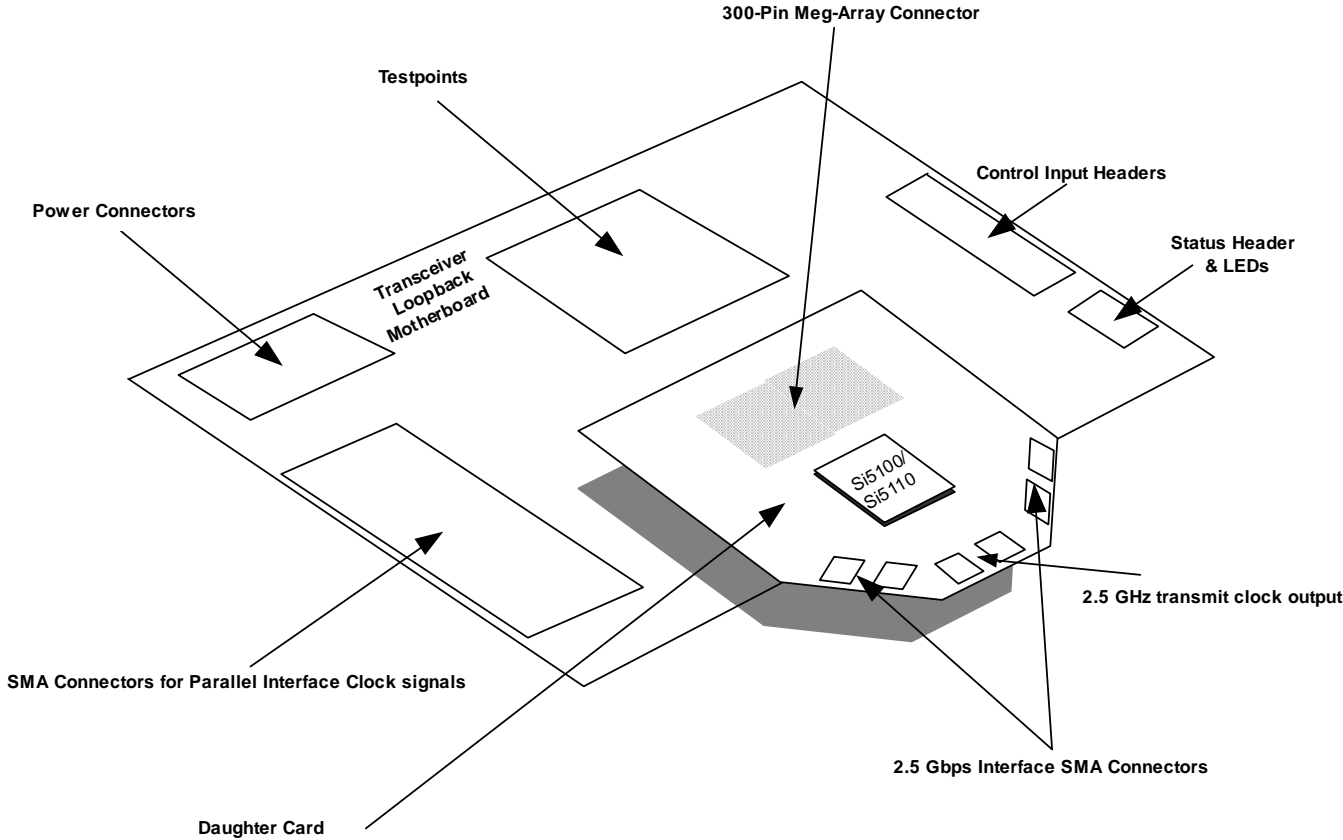 300-Pin Meg-Array Connector
Testpoints
Control Input Headers
Power Connectors
Status Header
& LEDs
Transceiver
Loopback
Motherboard
Si5100/
Si5110
2.5 GHz transmit clock output
SMA Connectors for Parallel Interface Clock signals
2.5 Gbps Interface SMA Connectors
Daughter Card